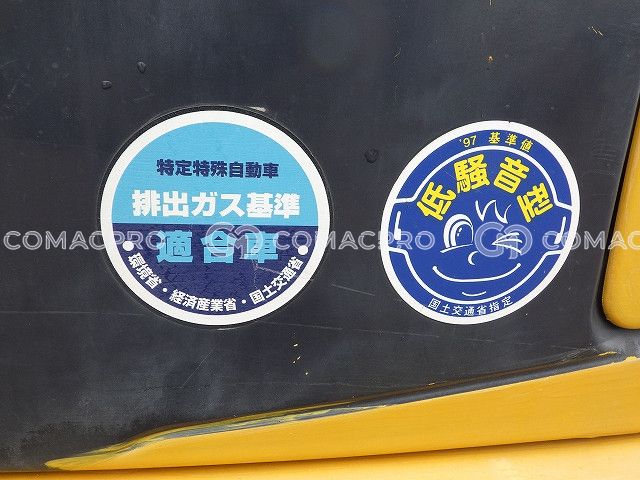 特定特殊自動車
排出ガス基準
適合車
・環境省・経済産業省・国土交通省・
'97 基準値
低騒音型
国土交通省指定
COMACPRO COMACPRO COMACPRO